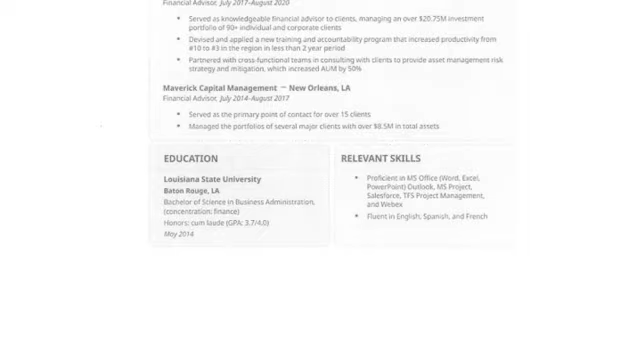 Financial Advisor, July 2017–August 2020
• Served as knowledgeable financial advisor to clients, managing an over $20.75M investment
portfolio of 90+ individual and corporate clients
• Devised and applied a new training and accountability program that increased productivity from
#10 to #3 in the region in less than 2 year period
• Partnered with cross-functional teams in consulting with clients to provide asset management risk
strategy and mitigation, which increased AUM by 50%
Maverick Capital Management — New Orleans, LA
Financial Advisor, July 2014–August 2017
• Served as the primary point of contact for over 15 clients
• Managed the portfolios of several major clients with over $8.5M in total assets
EDUCATION
Louisiana State University
Baton Rouge, LA
Bachelor of Science in Business Administration,
(concentration: finance)
Honors: cum laude (GPA: 3.7/4.0)
May 2014
RELEVANT SKILLS
• Proficient in MS Office (Word, Excel,
PowerPoint) Outlook, MS Project,
Salesforce, TFS Project Management,
and Webex
• Fluent in English, Spanish, and French